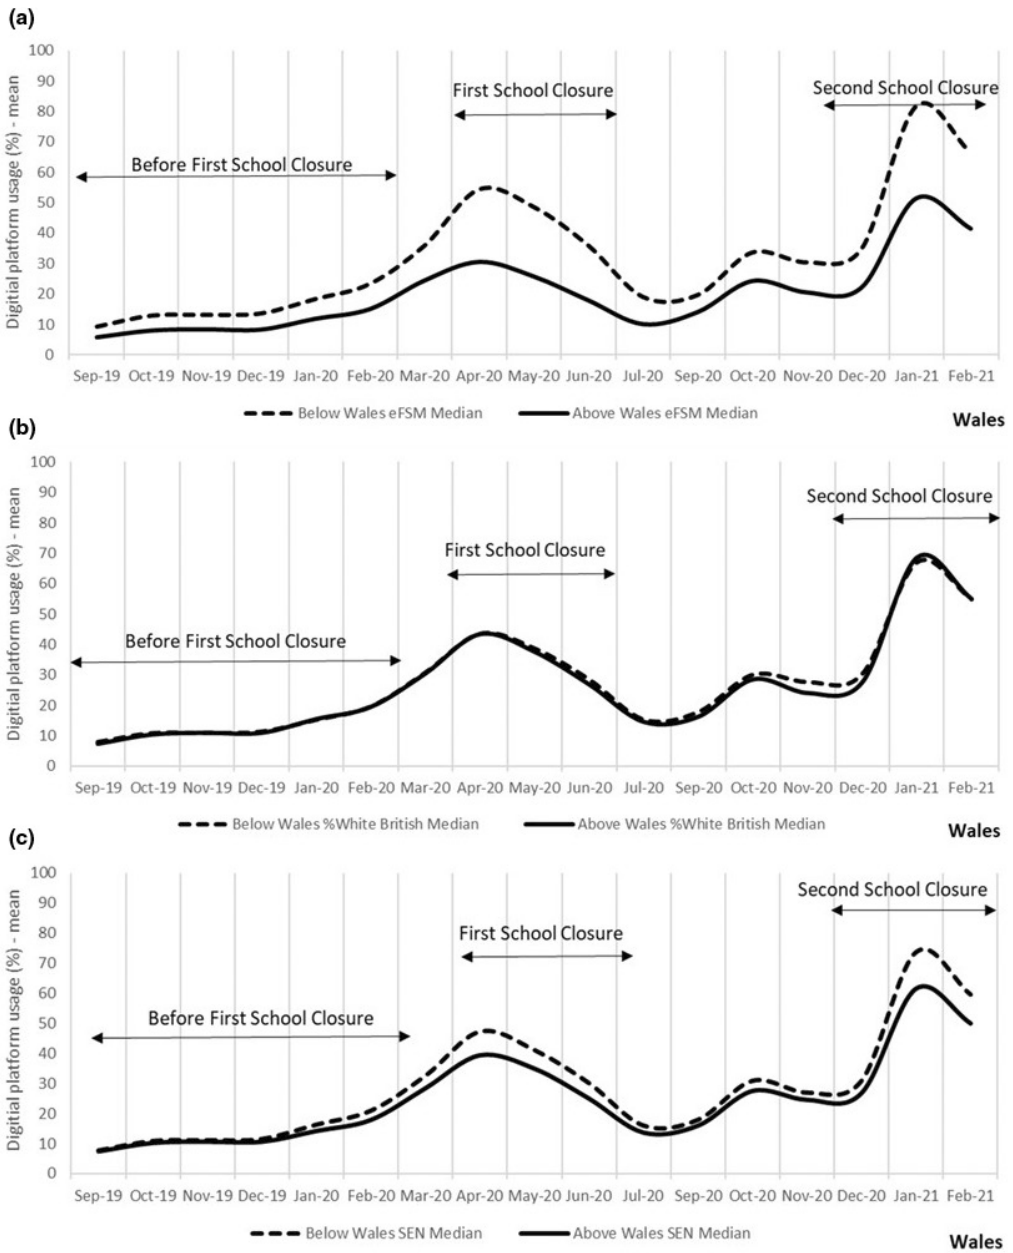 (a)
100
90
80
70
60
50
40
30
20
10
0
Digitial platform usage (%) - mean
Before First School Closure
First School Closure
Second School Closure
Sep-19 Oct-19 Nov-19 Dec-19 Jan-20 Feb-20 Mar-20 Apr-20 May-20 Jun-20 Jul-20 Sep-20 Oct-20 Nov-20 Dec-20 Jan-21 Feb-21
Below Wales eFSM Median Above Wales eFSM Median
Wales
(b)
100
90
80
70
60
50
40
30
20
10
0
Digitial platform usage (%) - mean
Before First School Closure
First School Closure
Second School Closure
Sep-19 Oct-19 Nov-19 Dec-19 Jan-20 Feb-20 Mar-20 Apr-20 May-20 Jun-20 Jul-20 Sep-20 Oct-20 Nov-20 Dec-20 Jan-21 Feb-21
Below Wales %White British Median Above Wales %White British Median
Wales
(c)
100
90
80
70
60
50
40
30
20
10
0
Digitial platform usage (%) - mean
Before First School Closure
First School Closure
Second School Closure
Sep-19 Oct-19 Nov-19 Dec-19 Jan-20 Feb-20 Mar-20 Apr-20 May-20 Jun-20 Jul-20 Sep-20 Oct-20 Nov-20 Dec-20 Jan-21 Feb-21
Below Wales SEN Median Above Wales SEN Median
Wales